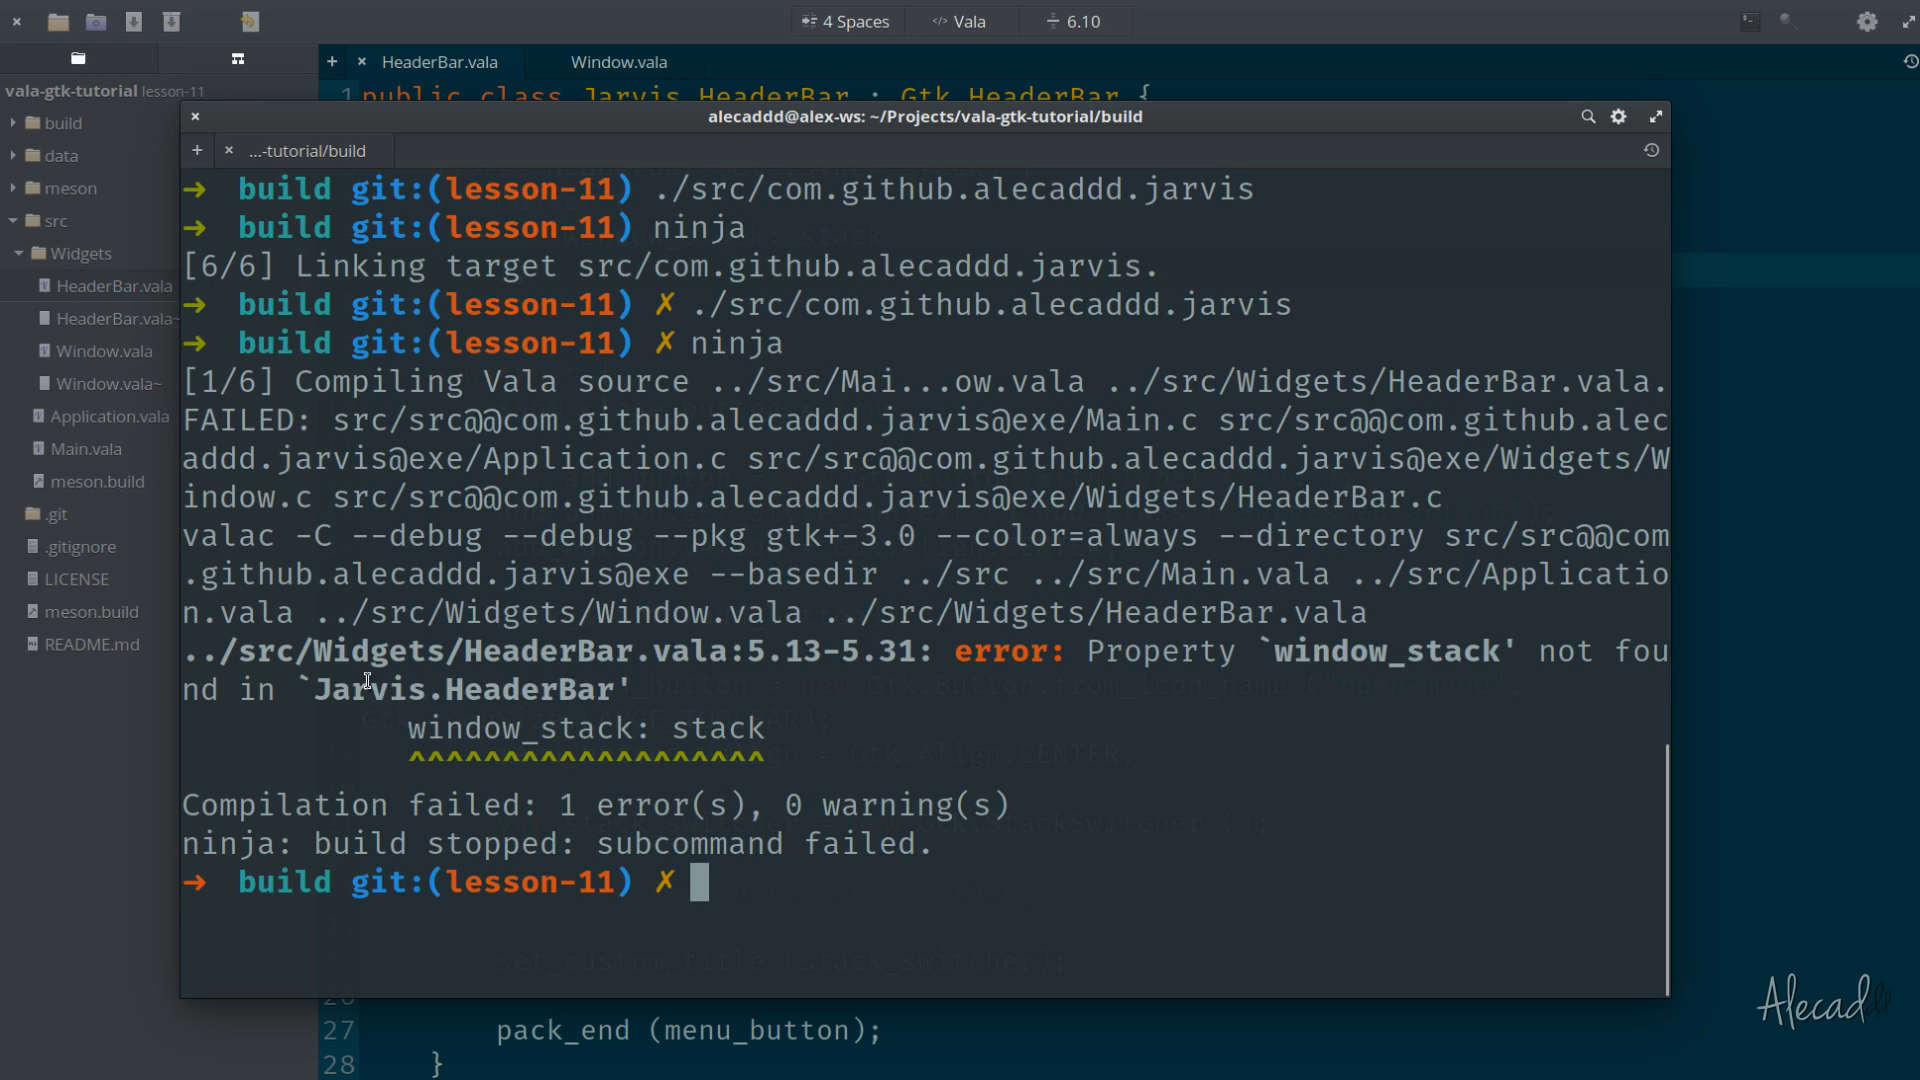 4 Spaces
</> Vala
6.10
HeaderBar.vala
Window.vala
vala-gtk-tutorial lesson-11
build
data
meson
src
Widgets
HeaderBar.vala
HeaderBar.vala~
Window.vala
Window.vala~
Application.vala
Main.vala
meson.build
.git
.gitignore
LICENSE
meson.build
README.md
1 public class Jarvis.HeaderBar : Gtk.HeaderBar {
alecaddd@alex-ws: ~/Projects/vala-gtk-tutorial/build
...-tutorial/build
➜ build git:(lesson-11) ./src/com.github.alecaddd.jarvis
➜ build git:(lesson-11) ninja
[6/6] Linking target src/com.github.alecaddd.jarvis.
➜ build git:(lesson-11) ✗ ./src/com.github.alecaddd.jarvis
➜ build git:(lesson-11) ✗ ninja
[1/6] Compiling Vala source ../src/Mai...ow.vala ../src/Widgets/HeaderBar.vala.
FAILED: src/src@@com.github.alecaddd.jarvis@exe/Main.c src/src@@com.github.alec
addd.jarvis@exe/Application.c src/src@@com.github.alecaddd.jarvis@exe/Widgets/W
indow.c src/src@@com.github.alecaddd.jarvis@exe/Widgets/HeaderBar.c
valac -C --debug --debug --pkg gtk+-3.0 --color=always --directory src/src@@com
.github.alecaddd.jarvis@exe --basedir ../src ../src/Main.vala ../src/Applicatio
n.vala ../src/Widgets/Window.vala ../src/Widgets/HeaderBar.vala
../src/Widgets/HeaderBar.vala:5.13-5.31: error: Property `window_stack' not fou
nd in `Jarvis.HeaderBar'
window_stack: stack
^^^^^^^^^^^^^^^^^^^
Compilation failed: 1 error(s), 0 warning(s)
ninja: build stopped: subcommand failed.
➜ build git:(lesson-11) ✗
set_custom_title (stack_switcher);
27 pack_end (menu_button);
28 }
Alecaddd